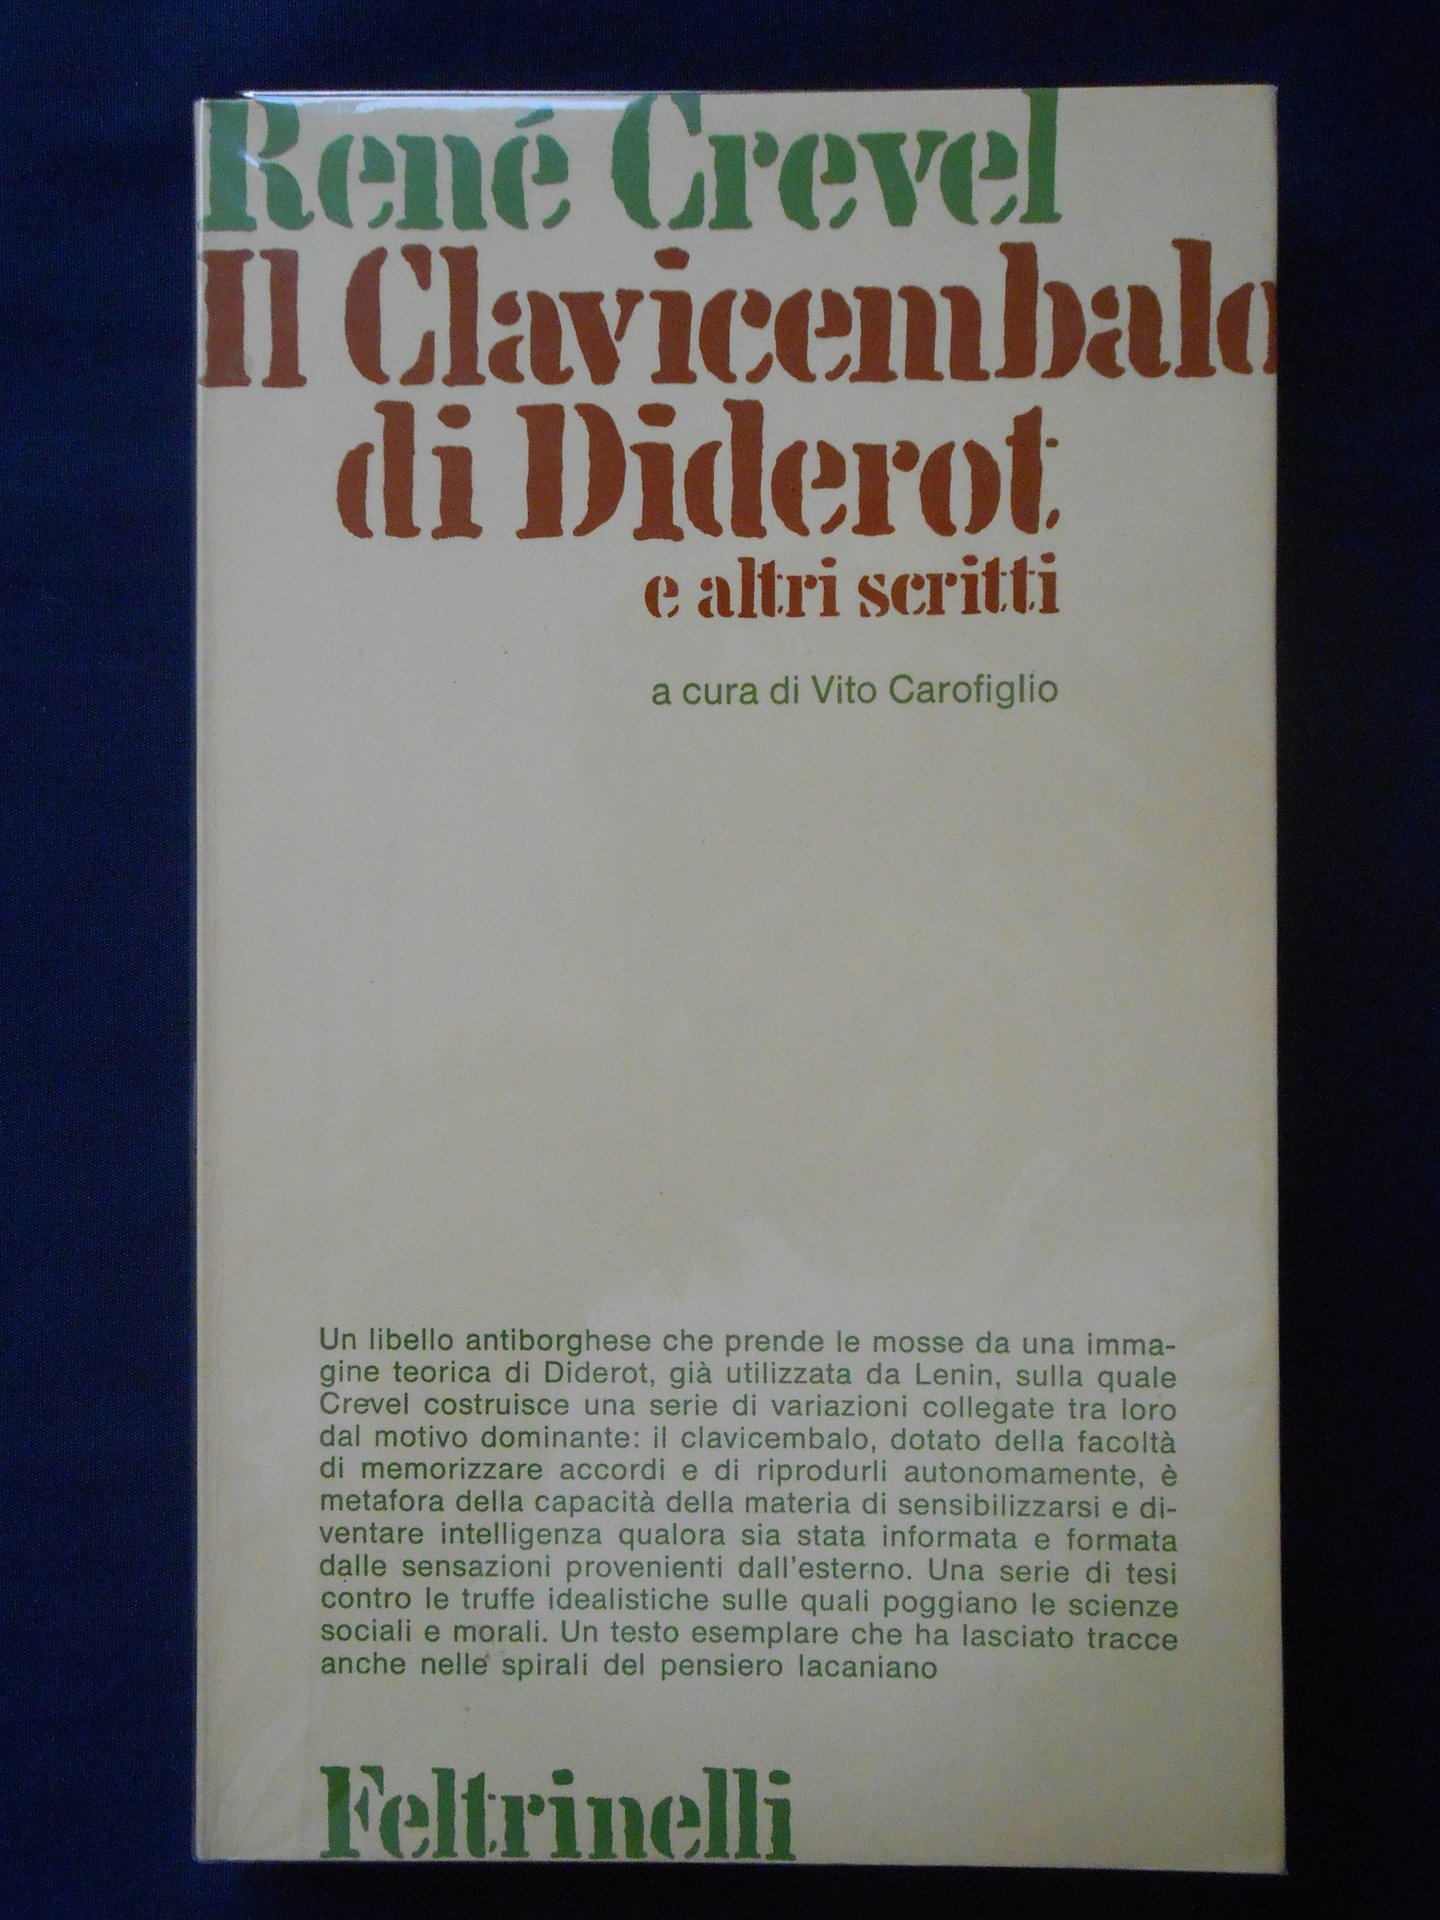 René Crevel
Il Clavicembalo
di Diderot
e altri scritti
a cura di Vito Carofiglio
Un libello antiborghese che prende le mosse da una imma-
gine teorica di Diderot, già utilizzata da Lenin, sulla quale
Crevel costruisce una serie di variazioni collegate tra loro
dal motivo dominante: il clavicembalo, dotato della facoltà
di memorizzare accordi e di riprodurli autonomamente, è
metafora della capacità della materia di sensibilizzarsi e di-
ventare intelligenza qualora sia stata informata e formata
dalle sensazioni provenienti dall'esterno. Una serie di tesi
contro le truffe idealistiche sulle quali poggiano le scienze
sociali e morali. Un testo esemplare che ha lasciato tracce
anche nelle spirali del pensiero lacaniano
Feltrinelli